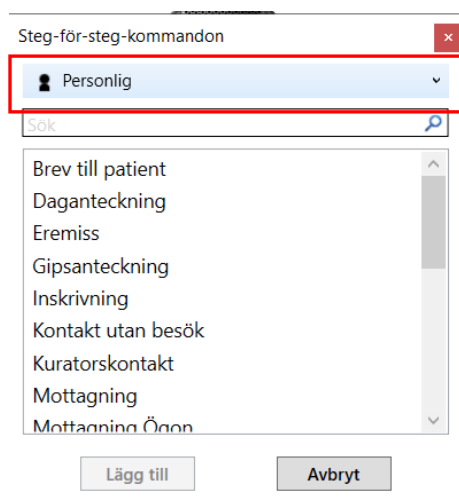 Steg-för-steg-kommandon
Personlig
Sök
Brev till patient
Daganteckning
Eremiss
Gipsanteckning
Inskrivning
Kontakt utan besök
Kuratorskontakt
Mottagning
Mottagning Ögon
Lägg till Avbryt